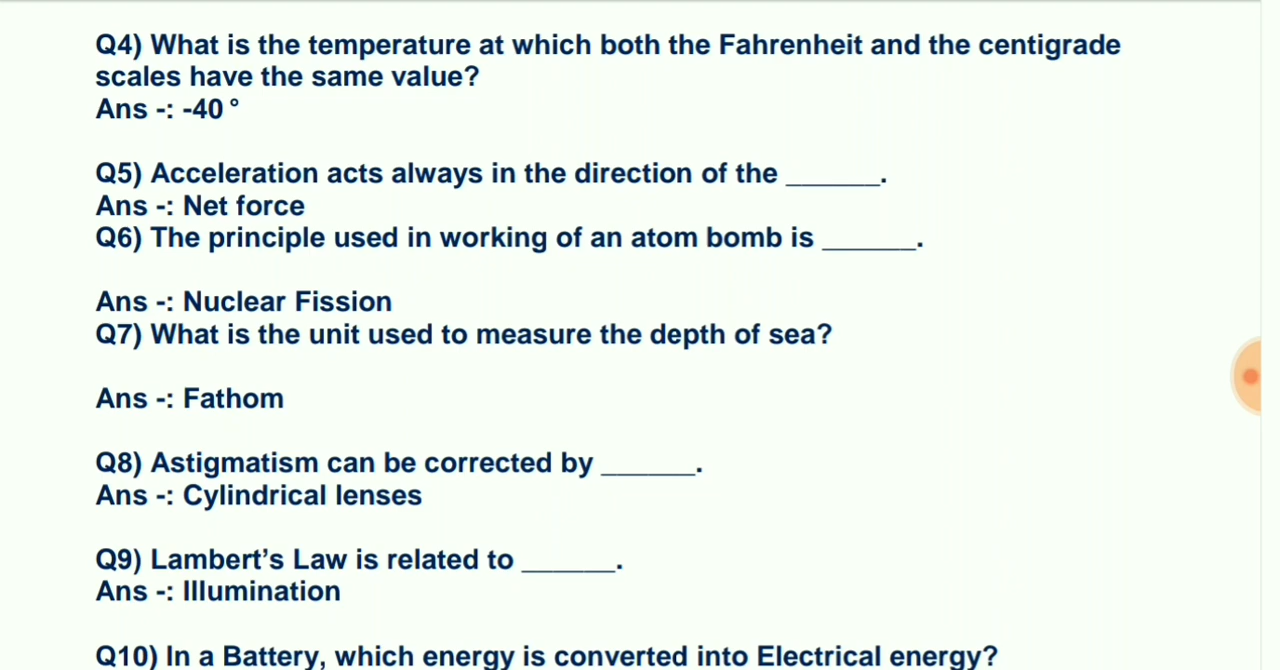 Q4) What is the temperature at which both the Fahrenheit and the centigrade
scales have the same value?
Ans -: -40 °
Q5) Acceleration acts always in the direction of the ______.
Ans -: Net force
Q6) The principle used in working of an atom bomb is ______.
Ans -: Nuclear Fission
Q7) What is the unit used to measure the depth of sea?
Ans -: Fathom
Q8) Astigmatism can be corrected by ______.
Ans -: Cylindrical lenses
Q9) Lambert’s Law is related to ______.
Ans -: Illumination
Q10) In a Battery, which energy is converted into Electrical energy?